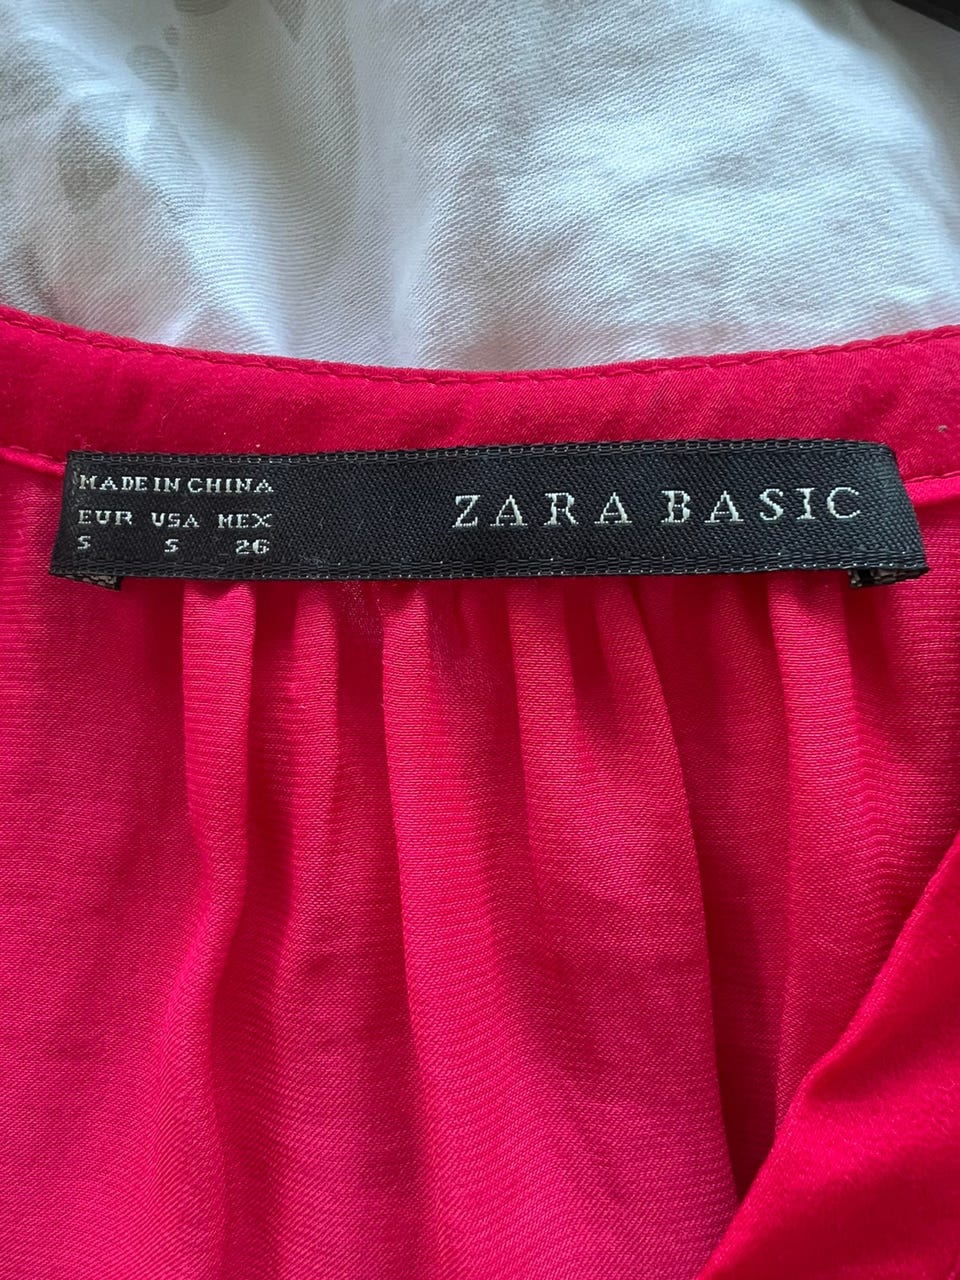 MADE IN CHINA
EUR USA MEX
S S 26
ZARA BASIC